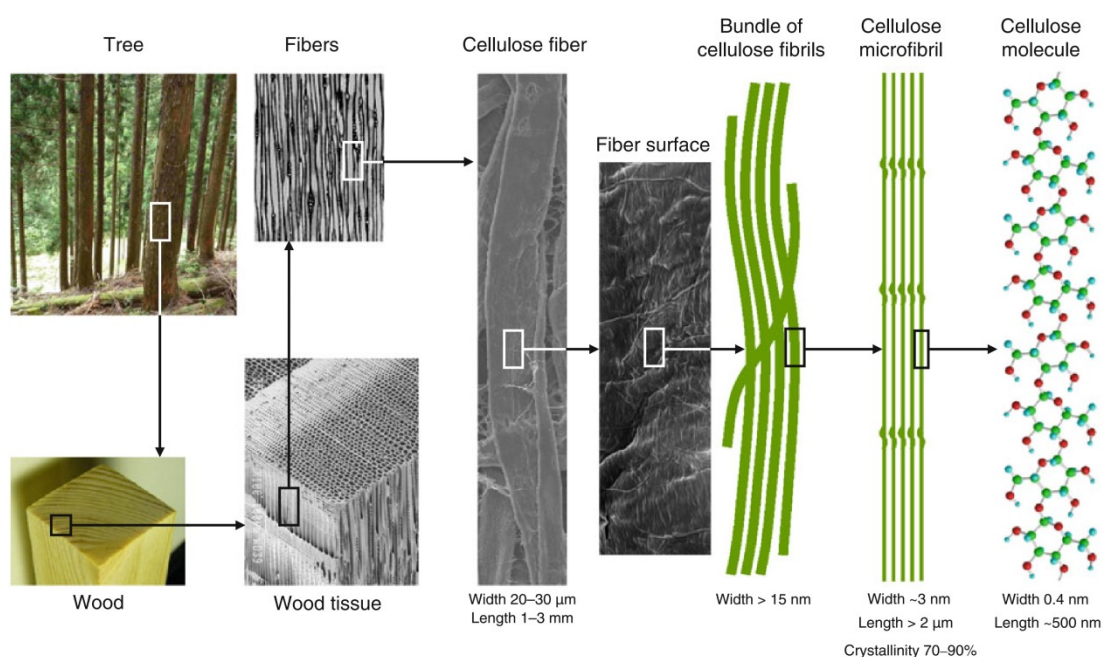 Tree
Fibers
Cellulose fiber
Bundle of
cellulose fibrils
Cellulose
microfibril
Cellulose
molecule
Fiber surface
Wood
Wood tissue
Width 20–30 µm
Length 1–3 mm
Width > 15 nm
Width ~3 nm
Length > 2 µm
Crystallinity 70–90%
Width 0.4 nm
Length ~500 nm